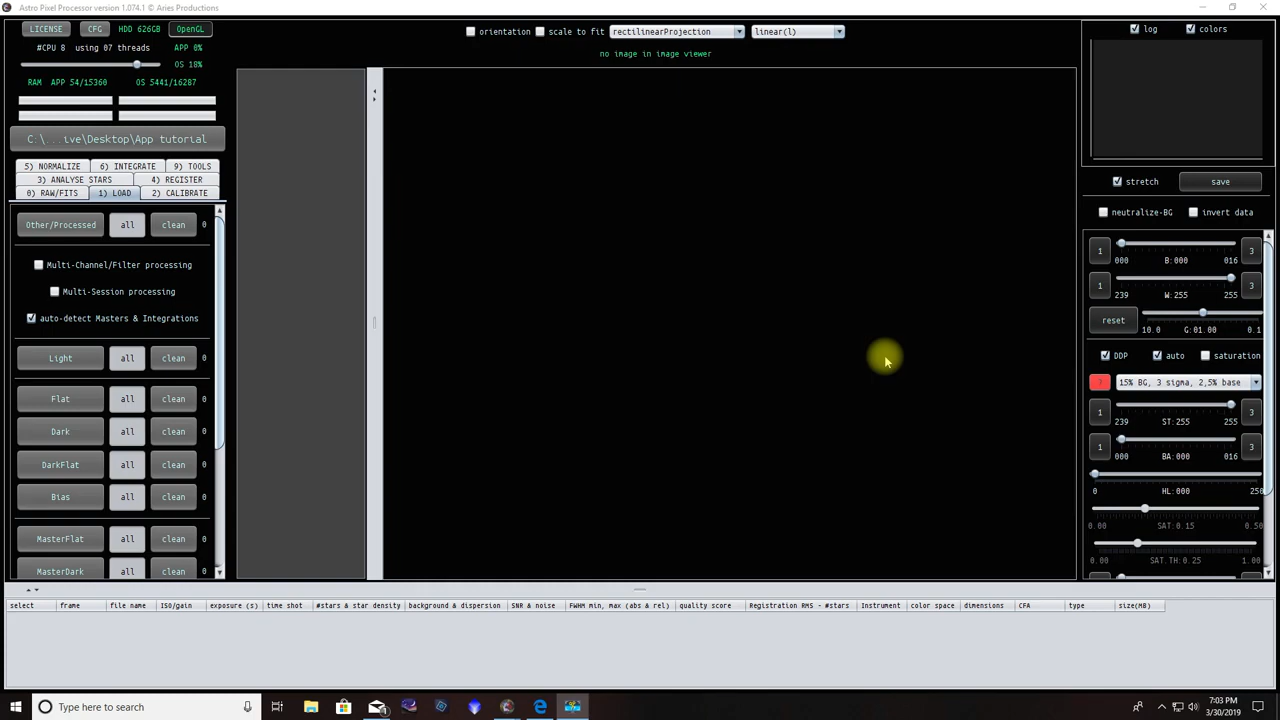 Astro Pixel Processor version 1.074.1 © Aries Productions
LICENSE CFG HDD 626GB OpenGL
#CPU 8 using 07 threads APP 0%
OS 18%
RAM APP 54/15360 OS 5441/16287
C:\...ive\Desktop\App tutorial
5) NORMALIZE 6) INTEGRATE 9) TOOLS
3) ANALYSE STARS 4) REGISTER
0) RAW/FITS 1) LOAD 2) CALIBRATE
Other/Processed all clean 0
Multi-Channel/Filter processing
Multi-Session processing
auto-detect Masters & Integrations
Light all clean 0
Flat all clean 0
Dark all clean 0
DarkFlat all clean 0
Bias all clean 0
MasterFlat all clean 0
MasterDark all clean 0
orientation scale to fit rectilinearProjection linear(l)
no image in image viewer
log colors
stretch save
neutralize-BG invert data
1 3
000 B:000 016
1 3
239 W:255 255
reset
10.0 G:01.00 0.1
DDP auto saturation
15% BG, 3 sigma, 2,5% base
1 3
239 ST:255 255
1 3
000 BA:000 016
0 HL:000 250
0.00 SAT:0.15 0.50
0.00 SAT.TH:0.25 1.00
select frame file name ISO/gain exposure (s) time shot #stars & star density background & dispersion SNR & noise FWHM min, max (abs & rel) quality score Registration RMS - #stars Instrument color space dimensions CFA type size(MB)
Type here to search
7:03 PM
3/30/2019